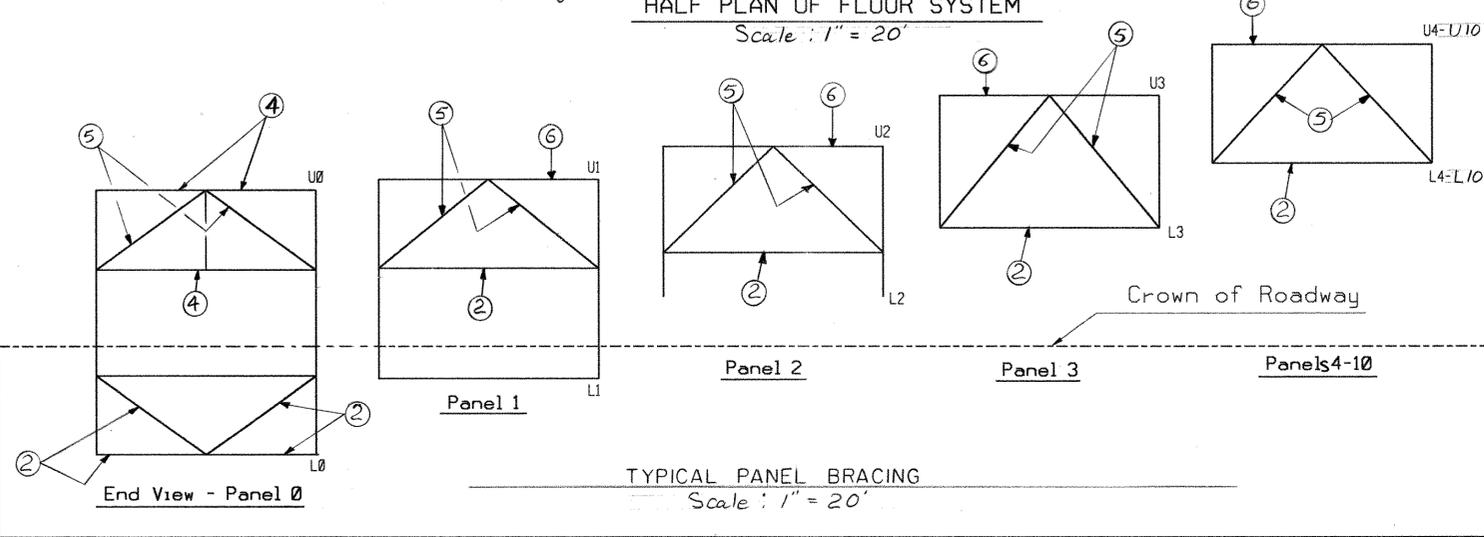 HALF PLAN OF FLOOR SYSTEM
Scale : 1" = 20'
6
U4-U10
5
6
U3
5
6
U2
4
5
5
6
U1
5
U0
L4-L10
2
L3
2
2
L2
2
4
Crown of Roadway
Panel 2
Panel 3
Panels4-10
L1
Panel 1
2
2
L0
End View - Panel 0
TYPICAL PANEL BRACING
Scale : 1" = 20'